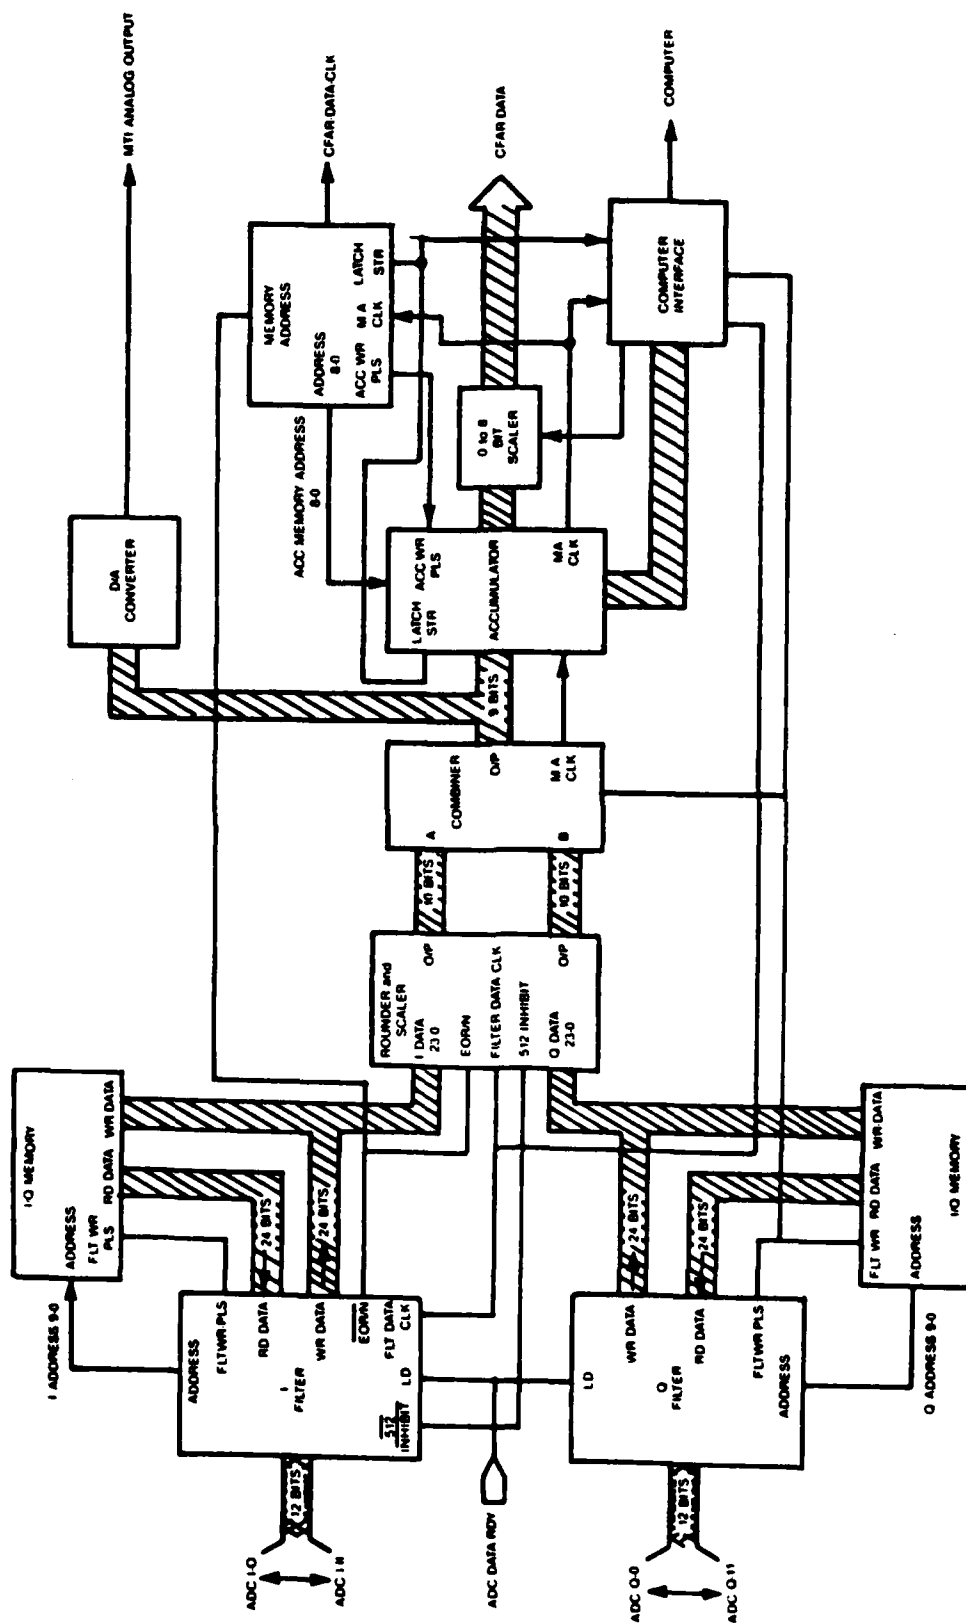 I-Q MEMORY
ADDRESS
FLT WR
PLS
RD DATA
WR DATA
I ADDRESS 9-0
ADDRESS
FLT WR PLS
RD DATA
WR DATA
EOR/N
FLT DATA
CLK
LD
512
INHIBIT
I
FILTER
24 BITS
24 BITS
12 BITS
ADC I-0
ADC I-11
ADC DATA RDY
ADC Q-0
ADC Q-11
12 BITS
LD
WR DATA
Q
FILTER
RD DATA
FLT WR PLS
ADDRESS
24 BITS
24 BITS
Q ADDRESS 9-0
WR DATA
RD DATA
FLT WR
ADDRESS
I/Q MEMORY
ROUNDER and
SCALER
I DATA
23 0
EOR/N
FILTER DATA CLK
512 INHIBIT
Q DATA
23-0
O/P
O/P
10 BITS
10 BITS
COMBINER
A
B
O/P
M A
CLK
9 BITS
D/A
CONVERTER
MTI ANALOG OUTPUT
ACC MEMORY ADDRESS
8-0
LATCH
STR
ACC WR
PLS
ACCUMULATOR
MA
CLK
MEMORY
ADDRESS
ADDRESS
8-0
ACC WR
PLS
M A
CLK
LATCH
STR
CFAR-DATA-CLK
0 to 8
BIT
SCALER
CFAR DATA
COMPUTER
INTERFACE
COMPUTER